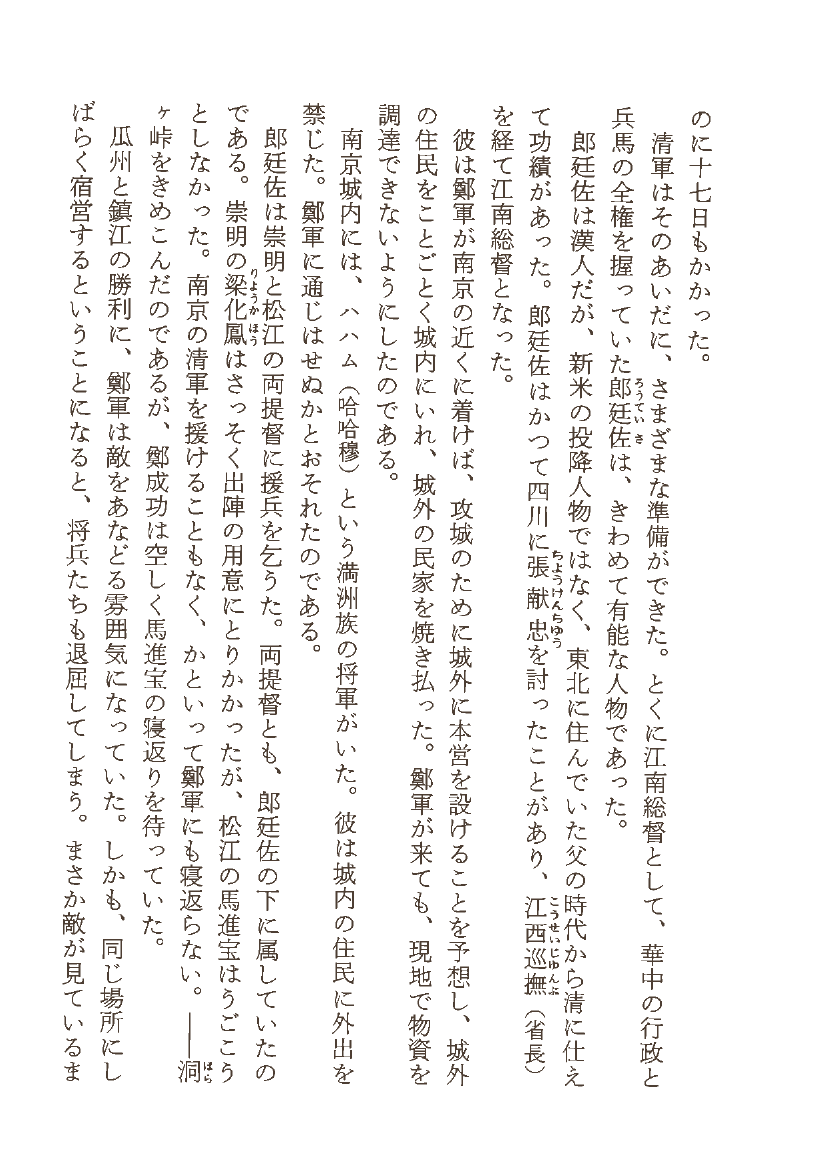 のに十七日もかかった。
清軍はそのあいだに、さまざまな準備ができた。とくに江南総督として、華中の行政と
兵馬の全権を握っていた郎廷佐は、きわめて有能な人物であった。
郎廷佐は漢人だが、新米の投降人物ではなく、東北に住んでいた父の時代から清に仕え
て功績があった。郎廷佐はかつて四川に張献忠を討ったことがあり、江西巡撫（省長）
を経て江南総督となった。
彼は鄭軍が南京の近くに着けば、攻城のために城外に本営を設けることを予想し、城外
の住民をことごとく城内にいれ、城外の民家を焼き払った。鄭軍が来ても、現地で物資を
調達できないようにしたのである。
南京城内には、ハハム（哈哈穆）という満洲族の将軍がいた。彼は城内の住民に外出を
禁じた。鄭軍に通じはせぬかとおそれたのである。
郎廷佐は崇明と松江の両提督に援兵を乞うた。両提督とも、郎廷佐の下に属していたの
である。崇明の梁化鳳はさっそく出陣の用意にとりかかったが、松江の馬進宝はうごこう
としなかった。南京の清軍を援けることもなく、かといって鄭軍にも寝返らない。――洞
ヶ峠をきめこんだのであるが、鄭成功は空しく馬進宝の寝返りを待っていた。
瓜州と鎮江の勝利に、鄭軍は敵をあなどる雰囲気になっていた。しかも、同じ場所にし
ばらく宿営するということになると、将兵たちも退屈してしまう。まさか敵が見ているま